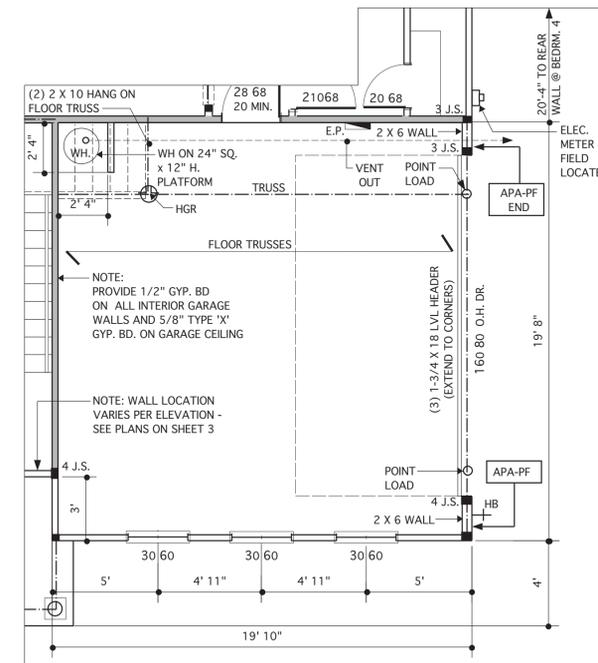 20'-4" TO REAR
WALL @ BEDRM. 4
(2) 2 X 10 HANG ON
FLOOR TRUSS
28 68
20 MIN.
21068
20 68
3 J.S.
E.P.
2 X 6 WALL
3 J.S.
ELEC.
METER
FIELD
LOCATE
2' 4"
WH.
WH ON 24" SQ.
x 12" H.
PLATFORM
VENT
OUT
POINT
LOAD
APA-PF
END
TRUSS
2' 4"
HGR
FLOOR TRUSSES
NOTE:
PROVIDE 1/2" GYP. BD
ON ALL INTERIOR GARAGE
WALLS AND 5/8" TYPE 'X'
GYP. BD. ON GARAGE CEILING
(3) 1-3/4 X 18 LVL HEADER
(EXTEND TO CORNERS)
160 80 O.H. DR.
19' 8"
NOTE: WALL LOCATION
VARIES PER ELEVATION -
SEE PLANS ON SHEET 3
4 J.S.
POINT
LOAD
APA-PF
3'
4 J.S.
HB
2 X 6 WALL
30 60
30 60
30 60
5'
4' 11"
4' 11"
5'
4'
19' 10"